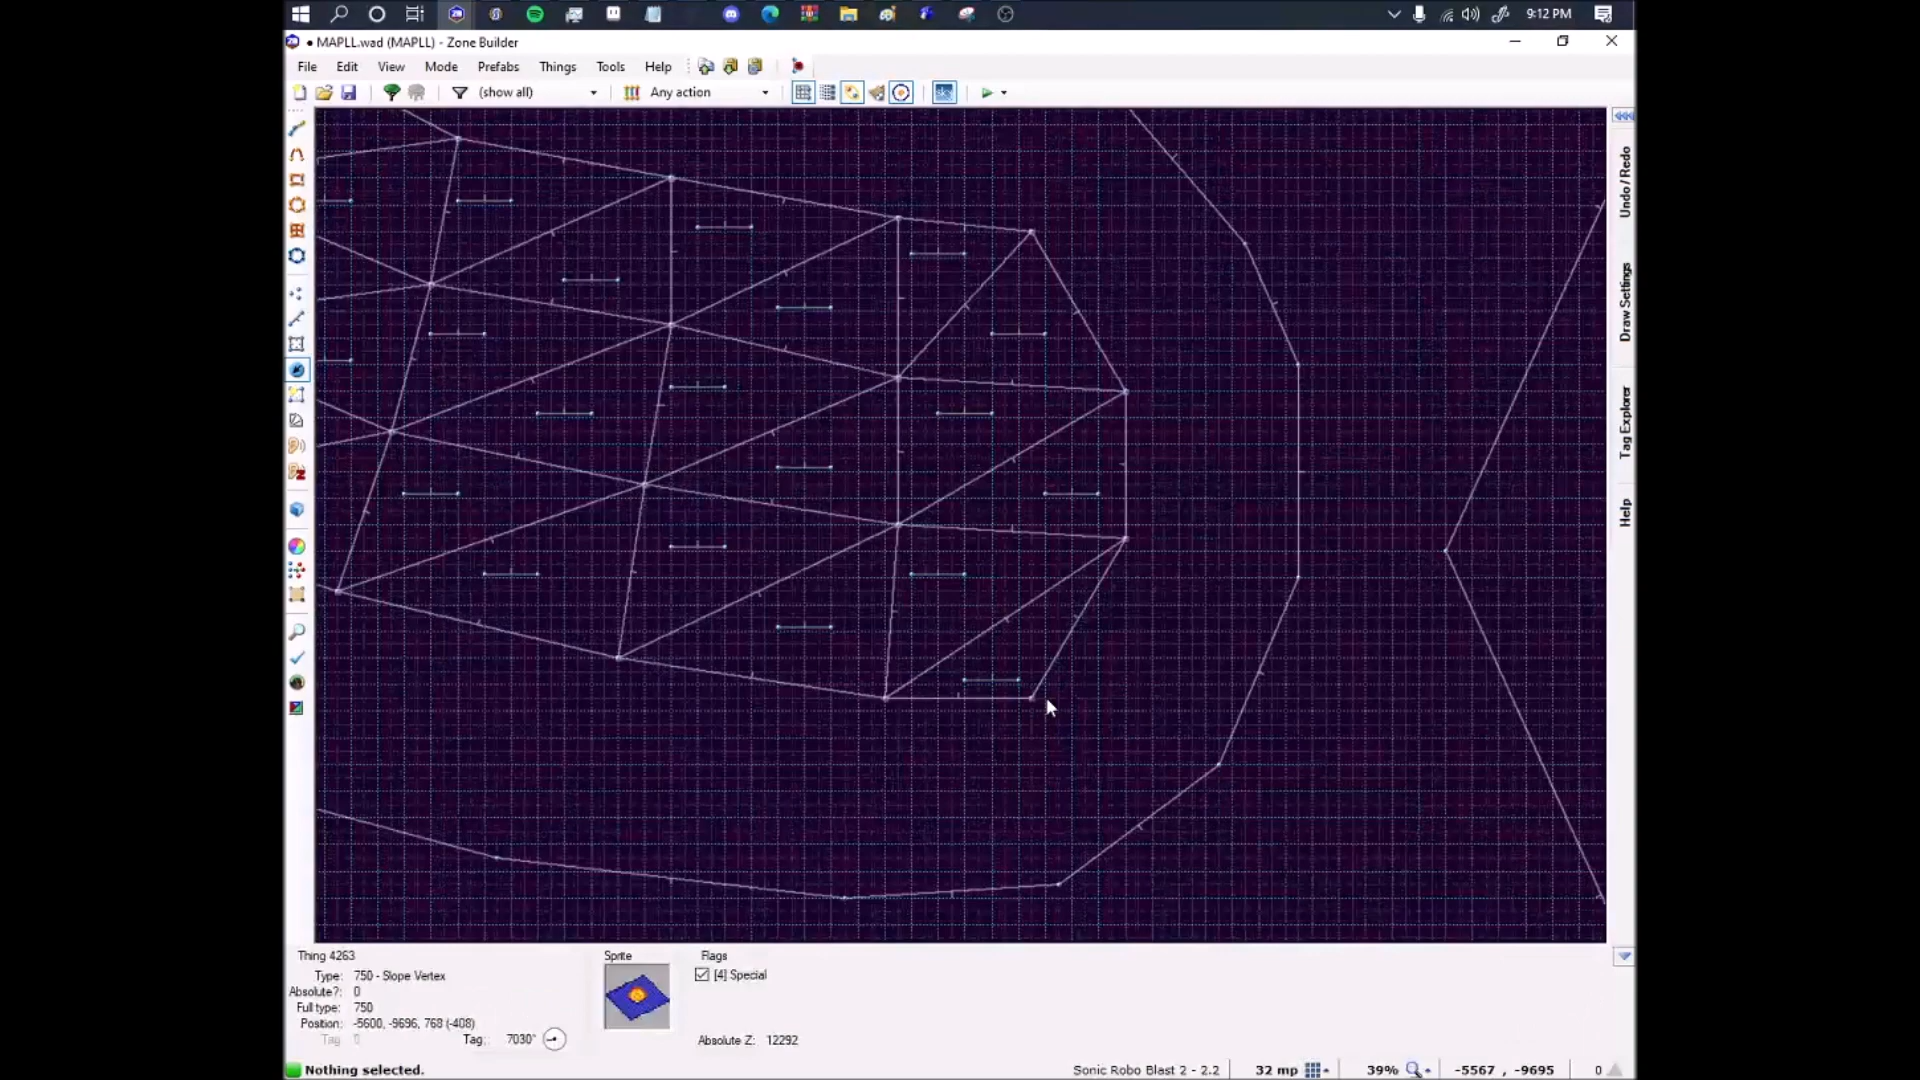 9:12 PM
• MAPLL.wad (MAPLL) - Zone Builder
File Edit View Mode Prefabs Things Tools Help
(show all) Any action
Undo/Redo
Draw Settings
Tag Explorer
Help
Thing 4263
Type: 750 - Slope Vertex
Absolute?: 0
Full type: 750
Position: -5600, -9696, 768 (-408)
Tag 0 Tag: 7030°
Sprite
Flags
[4] Special
Absolute Z: 12292
Nothing selected.
Sonic Robo Blast 2 - 2.2 32 mp 39% -5567 , -9695 0